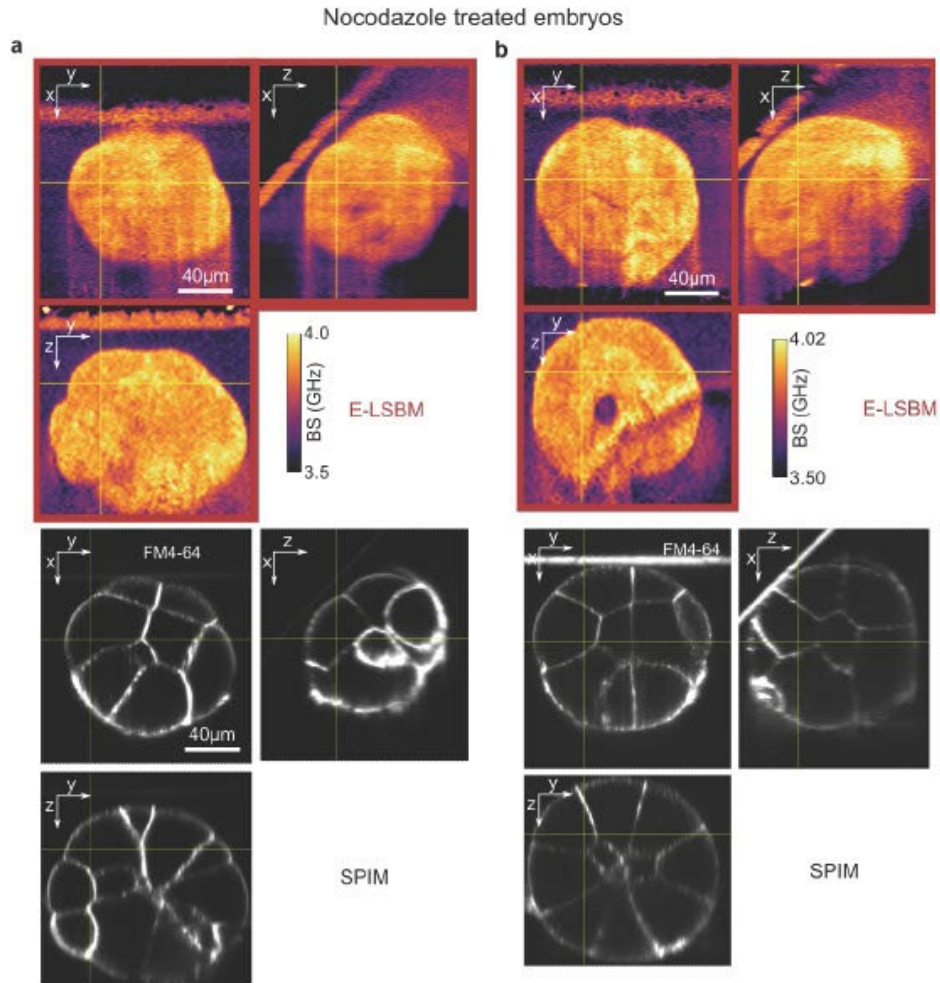 Nocodazole treated embryos
a
b
y
x
z
x
y
x
z
x
40µm
40µm
y
z
4.0
BS (GHz)
3.5
E-LSBM
y
z
4.02
BS (GHz)
3.50
E-LSBM
y
x
FM4-64
z
x
y
x
FM4-64
z
x
40µm
y
z
SPIM
y
z
SPIM